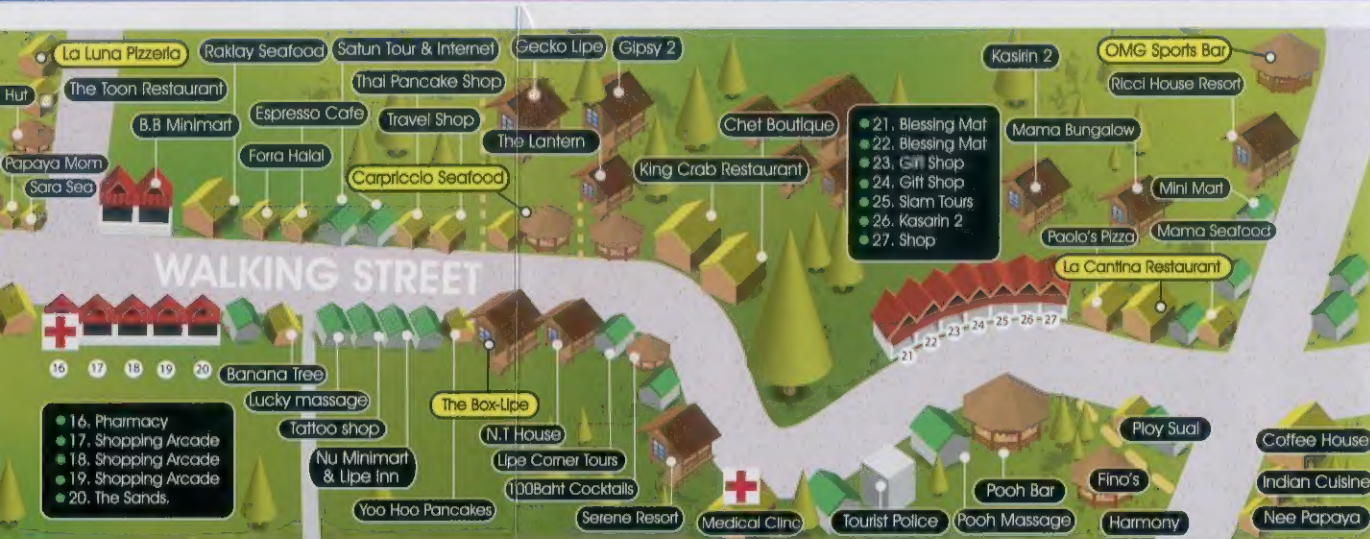 La Luna Pizzeria
Raklay Seafood
Satun Tour & Internet
Gecko Lipe
Gipsy 2
Kasirin 2
OMG Sports Bar
Hut
The Toon Restaurant
Thai Pancake Shop
Ricci House Resort
B.B Minimart
Espresso Cafe
Travel Shop
The Lantern
Chet Boutique
Mama Bungalow
Papaya Mom
Forra Halal
Carpriccio Seafood
King Crab Restaurant
Sara Sea
Mini Mart
21. Blessing Mat
22. Blessing Mat
23. Gift Shop
24. Gift Shop
25. Siam Tours
26. Kasarin 2
27. Shop
Paolo's Pizza
Mama Seafood
La Cantina Restaurant
WALKING STREET
21 22 23 24 25 26 27
16 17 18 19 20
Banana Tree
Lucky massage
Tattoo shop
Nu Minimart
& Lipe Inn
Yoo Hoo Pancakes
The Box-Lipe
N.T House
Lipe Corner Tours
100Baht Cocktails
Serene Resort
Medical Clinc
Tourist Police
Pooh Bar
Pooh Massage
Ploy Sual
Fino's
Harmony
Coffee House
Indian Cuisine
Nee Papaya
16. Pharmacy
17. Shopping Arcade
18. Shopping Arcade
19. Shopping Arcade
20. The Sands.